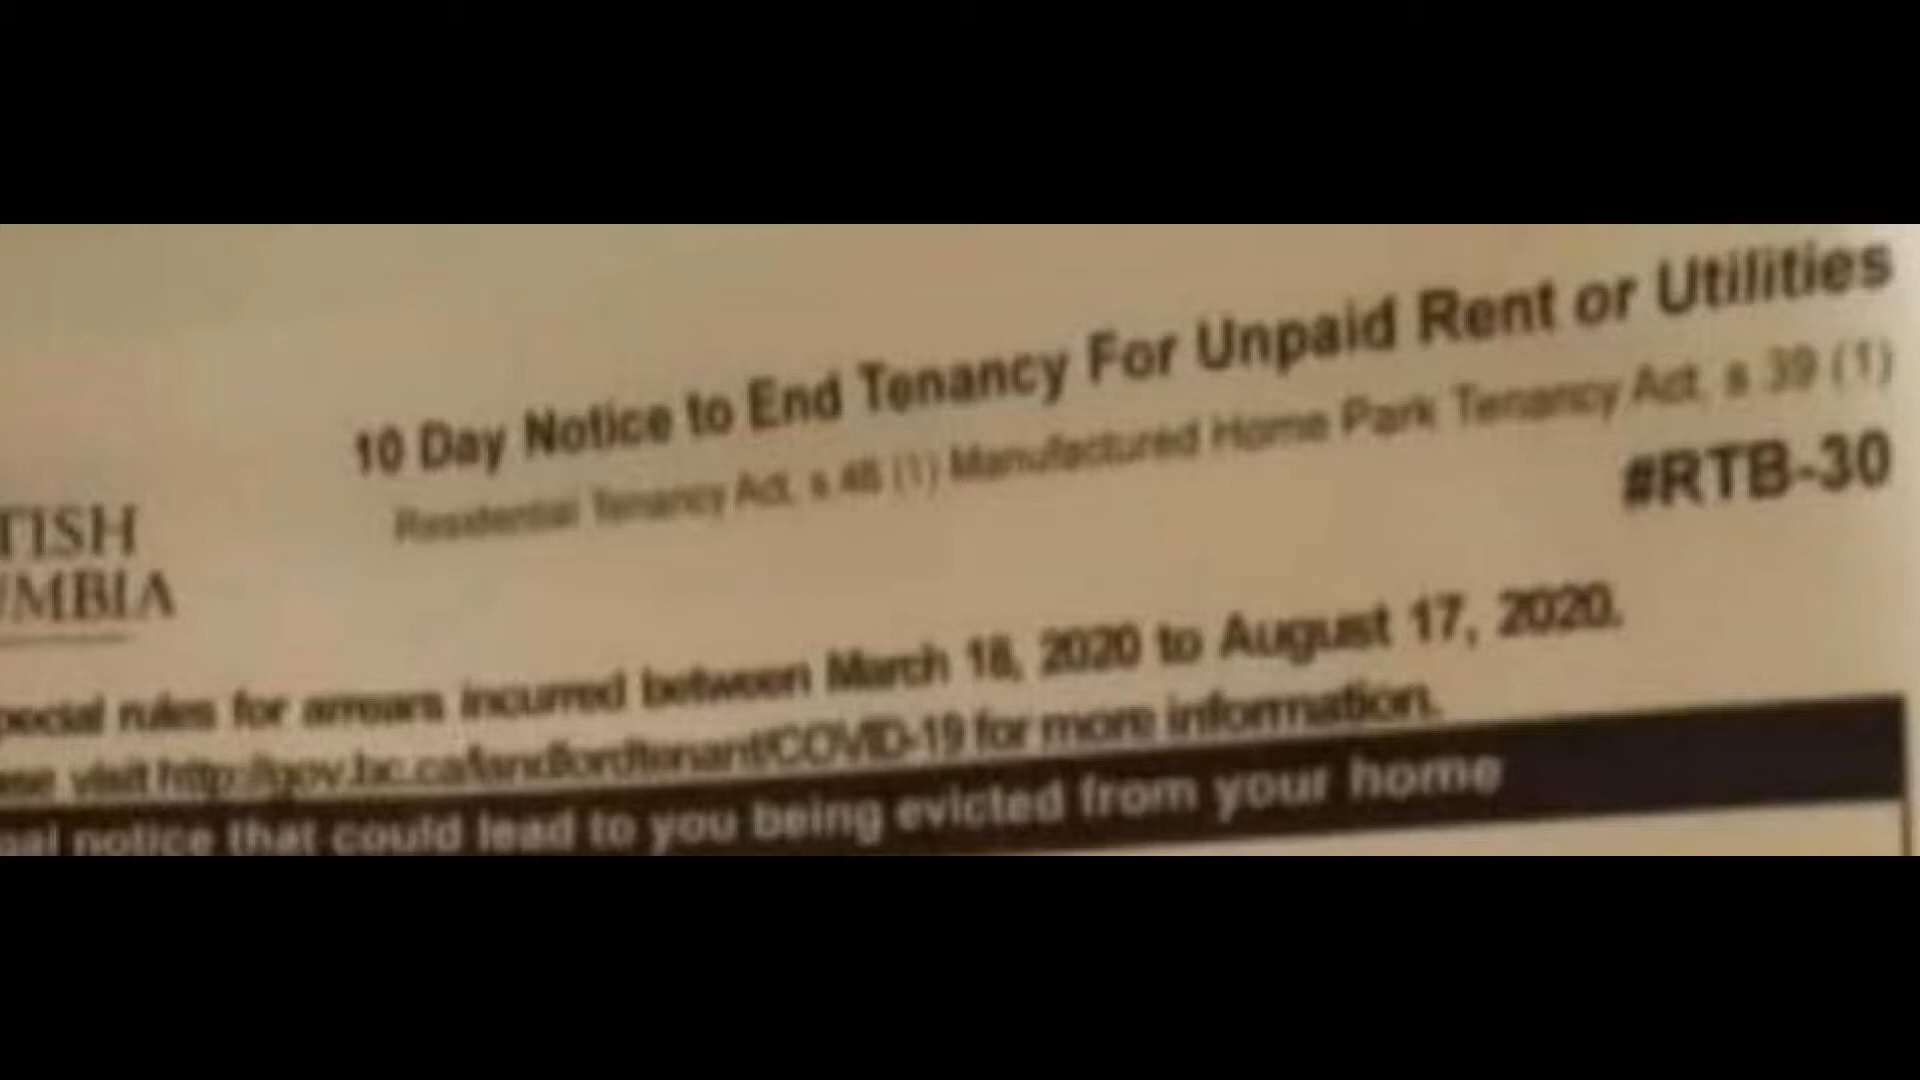 10 Day Notice to End Tenancy For Unpaid Rent or Utilities
Residential Tenancy Act, s 46 (1) Manufactured Home Park Tenancy Act, s 39 (1)
#RTB-30
TISH
UMBIA
pecial rules for arrears incurred between March 18, 2020 to August 17, 2020.
ase visit http://gov.bc.ca/landlordtenant/COVID-19 for more information.
gal notice that could lead to you being evicted from your home